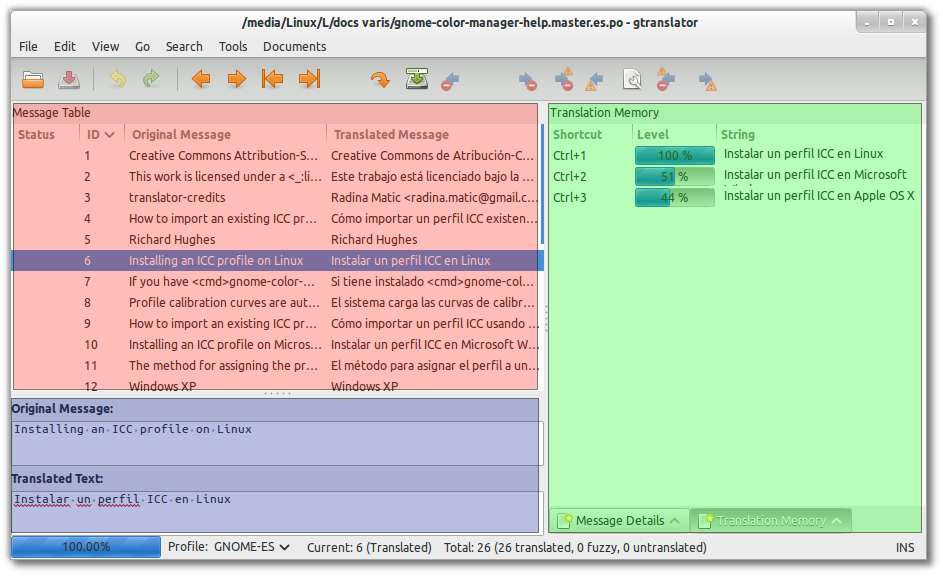 /media/Linux/L/docs varis/gnome-color-manager-help.master.es.po - gtranslator
File Edit View Go Search Tools Documents
Message Table
Status ID Original Message Translated Message
1 Creative Commons Attribution-S... Creative Commons de Atribución-C...
2 This work is licensed under a <_:li... Este trabajo está licenciado bajo la ...
3 translator-credits Radina Matic <radina.matic@gmail.c...
4 How to import an existing ICC pr... Cómo importar un perfil ICC existen...
5 Richard Hughes Richard Hughes
6 Installing an ICC profile on Linux Instalar un perfil ICC en Linux
7 If you have <cmd>gnome-color-... Si tiene instalado <cmd>gnome-col...
8 Profile calibration curves are aut... El sistema carga las curvas de calibr...
9 How to import an existing ICC pr... Cómo importar un perfil ICC usando ...
10 Installing an ICC profile on Micros... Instalar un perfil ICC en Microsoft W...
11 The method for assigning the pr... El método para asignar el perfil a un...
12 Windows XP Windows XP
Original Message:
Installing an ICC profile on Linux
Translated Text:
Instalar un perfil ICC en Linux
Translation Memory
Shortcut Level String
Ctrl+1 100 % Instalar un perfil ICC en Linux
Ctrl+2 51 % Instalar un perfil ICC en Microsoft
Ctrl+3 44 % Instalar un perfil ICC en Apple OS X
Message Details Translation Memory
100.00% Profile: GNOME-ES Current: 6 (Translated) Total: 26 (26 translated, 0 fuzzy, 0 untranslated) INS